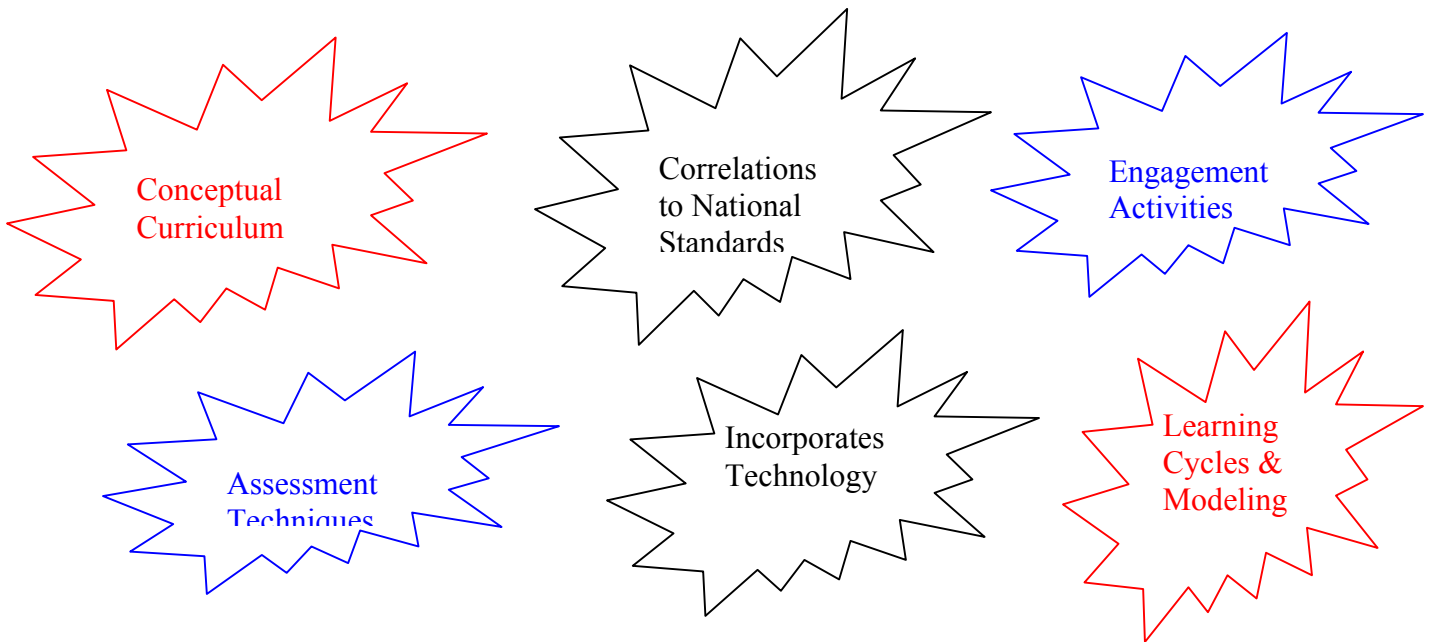 Conceptual
Curriculum
Correlations
to National
Standards
Engagement
Activities
Assessment
Techniques
Incorporates
Technology
Learning
Cycles &
Modeling